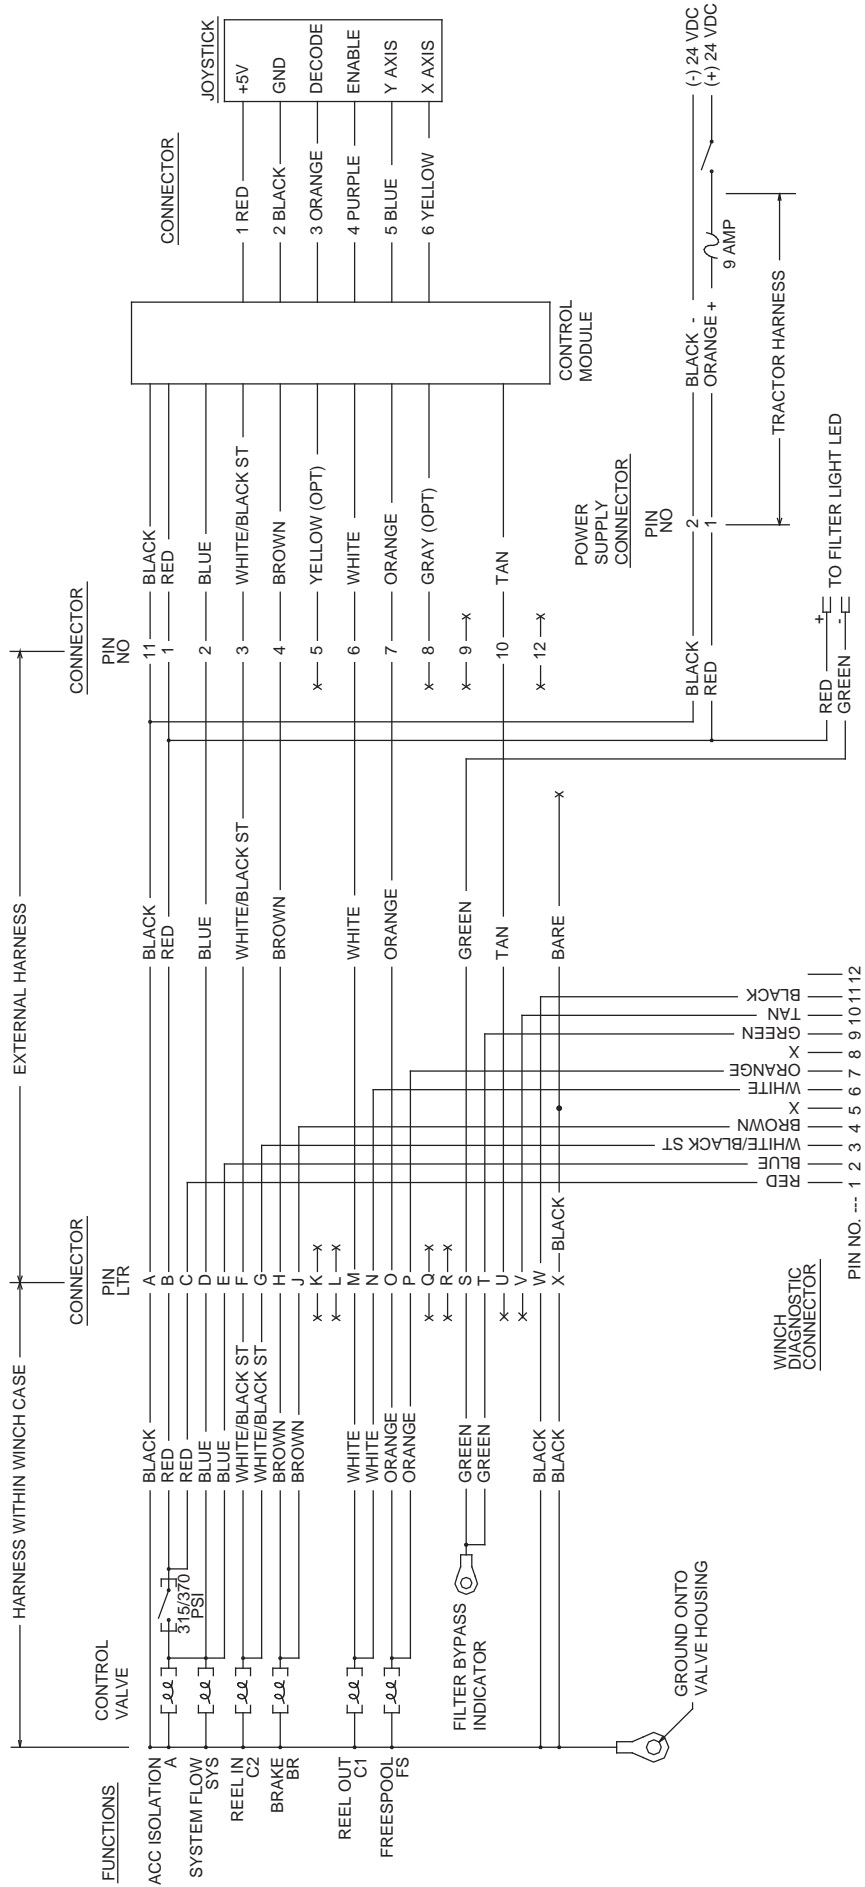 HARNESS WITHIN WINCH CASE
EXTERNAL HARNESS
FUNCTIONS
CONTROL
VALVE
CONNECTOR
PIN
LTR
CONNECTOR
PIN
NO
CONNECTOR
JOYSTICK
ACC ISOLATION
A
SYSTEM FLOW
SYS
REEL IN
C2
BRAKE
BR
REEL OUT
C1
FREESPOOL
FS
315/370
PSI
FILTER BYPASS
INDICATOR
GROUND ONTO
VALVE HOUSING
BLACK A BLACK 11 BLACK
RED B RED 1 RED
RED C
BLUE D BLUE 2 BLUE
BLUE E
WHITE/BLACK ST F WHITE/BLACK ST 3 WHITE/BLACK ST
WHITE/BLACK ST G
BROWN H BROWN 4 BROWN
BROWN J
x K x x 5 YELLOW (OPT)
x L x
WHITE M WHITE 6 WHITE
WHITE N
ORANGE O ORANGE 7 ORANGE
ORANGE P
x Q x x 8 GRAY (OPT)
x R x
GREEN S GREEN x 9 x
GREEN T
x U TAN 10 TAN
x V
BLACK W x 12 x
BLACK X BLACK BARE x
CONTROL
MODULE
1 RED +5V
2 BLACK GND
3 ORANGE DECODE
4 PURPLE ENABLE
5 BLUE Y AXIS
6 YELLOW X AXIS
POWER
SUPPLY
CONNECTOR
PIN
NO
BLACK 2 BLACK - (-) 24 VDC
RED 1 ORANGE + (+) 24 VDC
9 AMP
TRACTOR HARNESS
RED +
GREEN -
TO FILTER LIGHT LED
WINCH
DIAGNOSTIC
CONNECTOR
RED
BLUE
WHITE/BLACK ST
BROWN
X
WHITE
ORANGE
X
GREEN
TAN
BLACK
PIN NO. --- 1 2 3 4 5 6 7 8 9 10 11 12